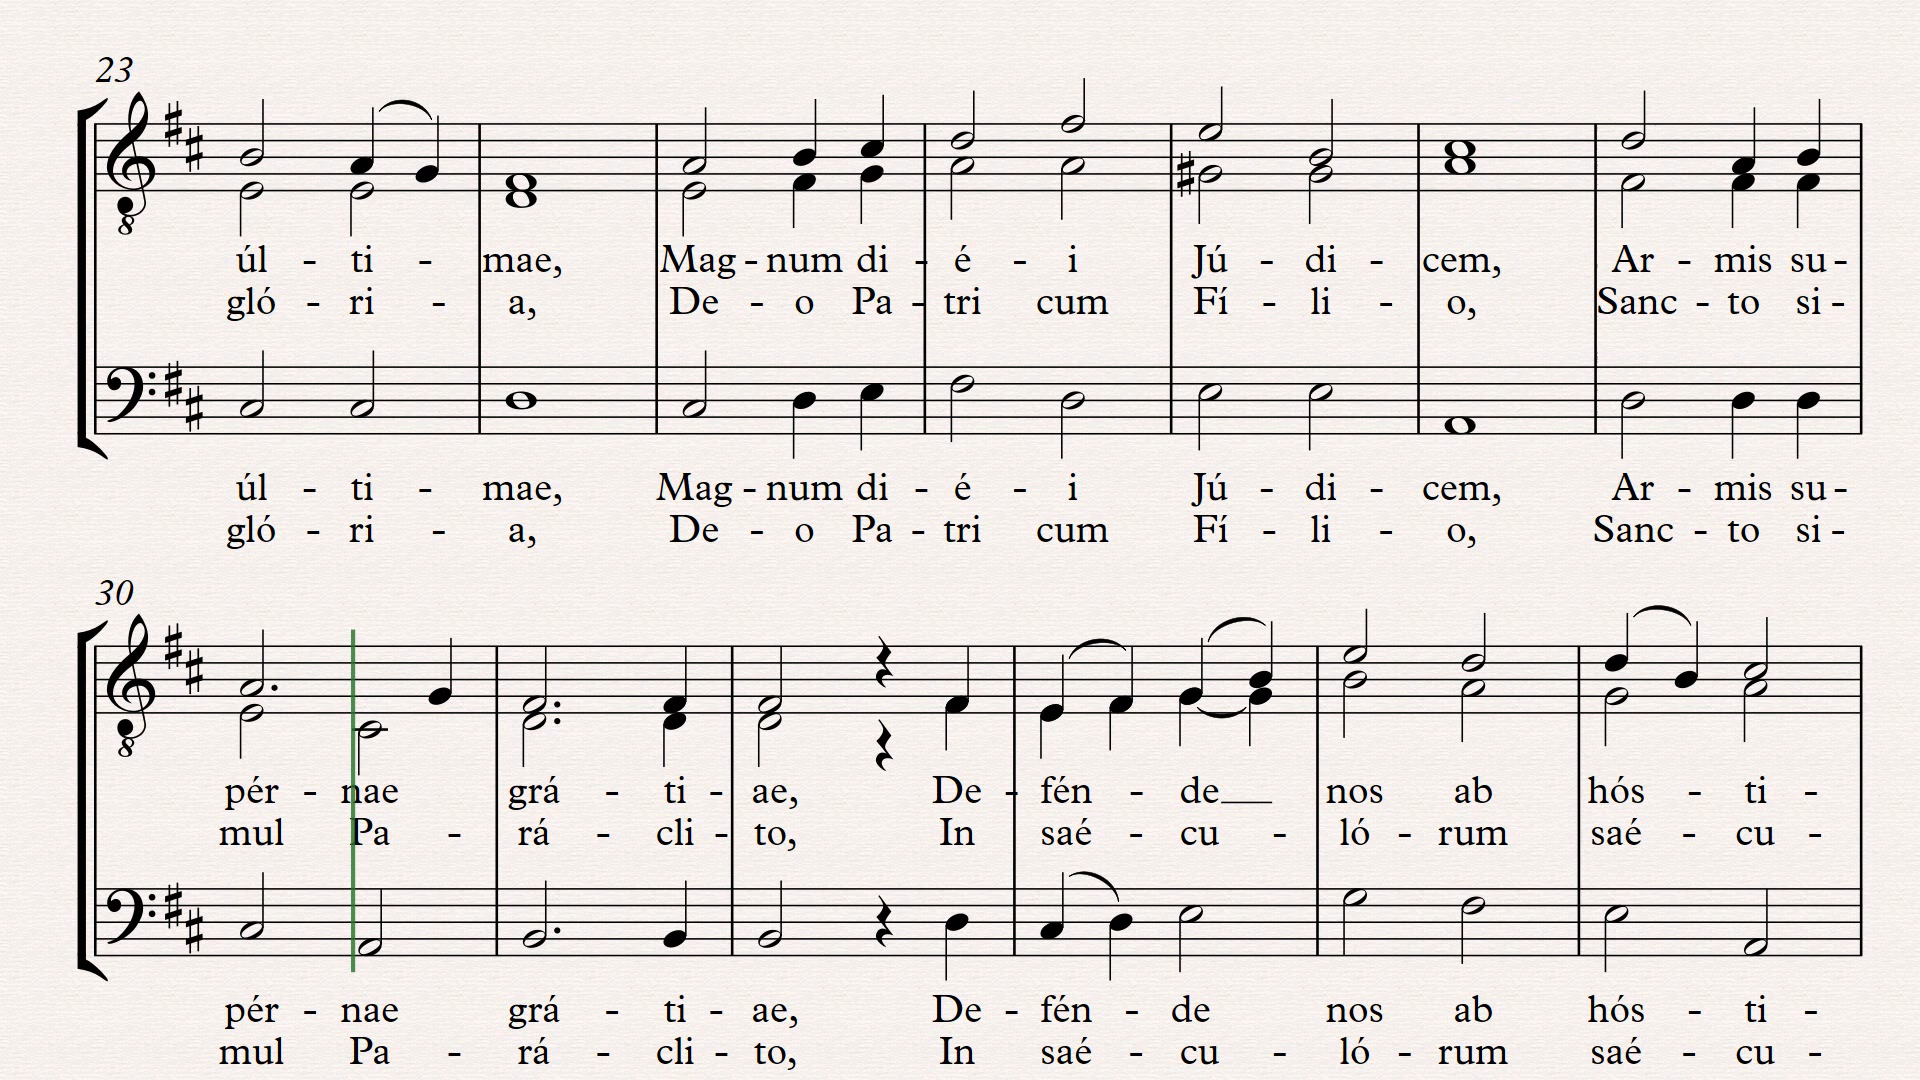 23
8
úl - ti - mae, Mag - num di - é - i Jú - di - cem, Ar - mis su -
gló - ri - a, De - o Pa - tri cum Fí - li - o, Sanc - to si -
úl - ti - mae, Mag - num di - é - i Jú - di - cem, Ar - mis su -
gló - ri - a, De - o Pa - tri cum Fí - li - o, Sanc - to si -
30
8
pér - nae grá - ti - ae, De - fén - de__ nos ab hós - ti -
mul Pa - rá - cli - to, In saé - cu - ló - rum saé - cu -
pér - nae grá - ti - ae, De - fén - de nos ab hós - ti -
mul Pa - rá - cli - to, In saé - cu - ló - rum saé - cu -